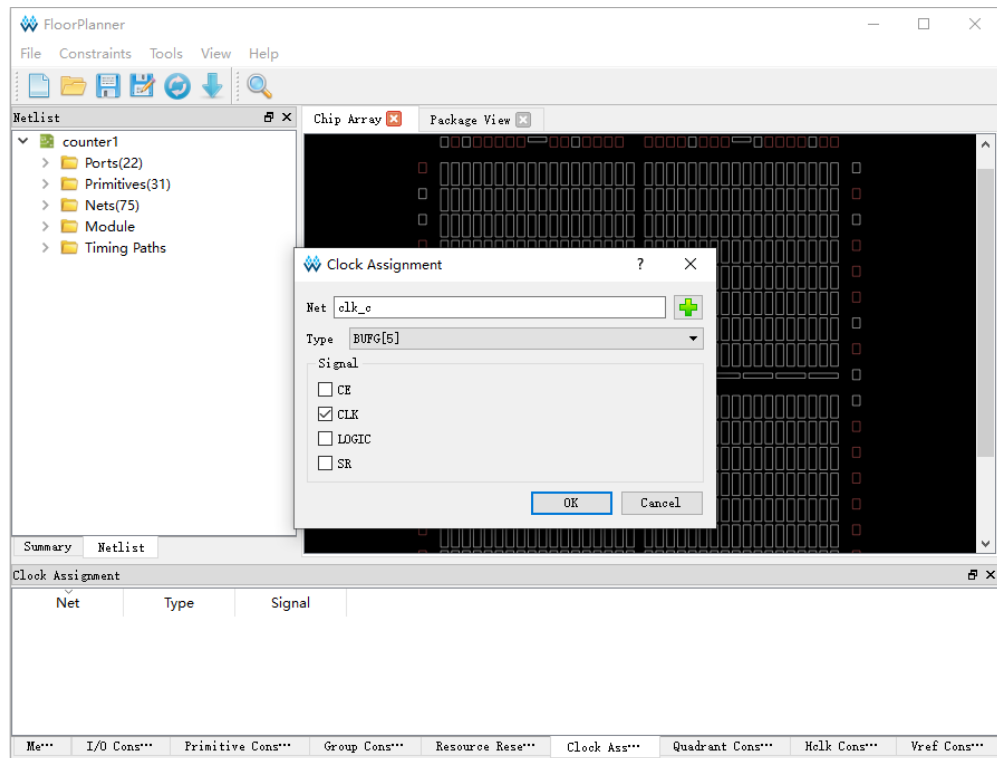 FloorPlanner
File Constraints Tools View Help
Netlist
Chip Array Package View
counter1
Ports(22)
Primitives(31)
Nets(75)
Module
Timing Paths
Clock Assignment ?
Net clk_c
Type BUFG[5]
Signal
CE
CLK
LOGIC
SR
OK Cancel
Summary Netlist
Clock Assignment
Net Type Signal
Me··· I/O Cons··· Primitive Cons··· Group Cons··· Resource Rese··· Clock Ass··· Quadrant Cons··· Hclk Cons··· Vref Cons···